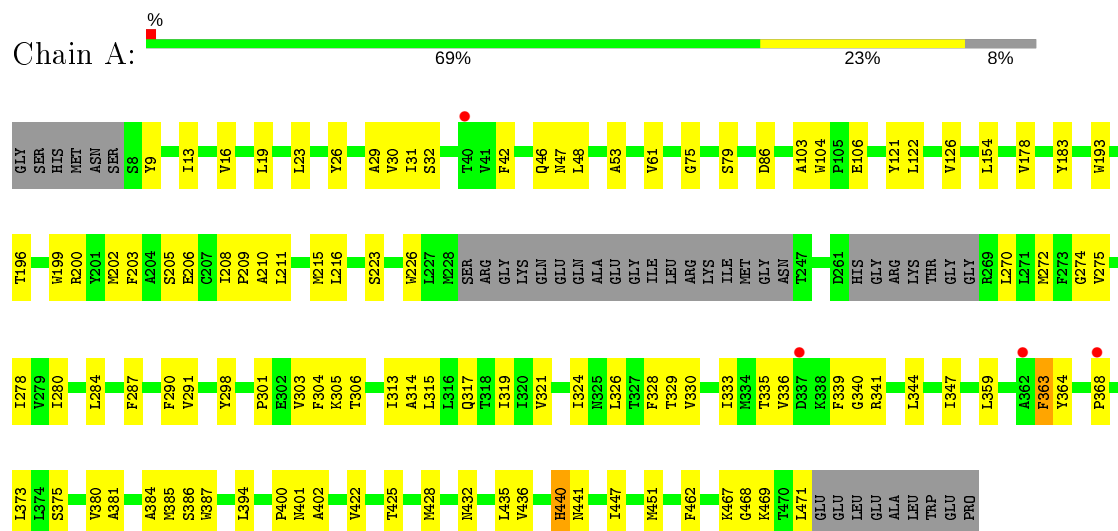 %
Chain A:
69% 23% 8%
GLY SER HIS MET ASN SER S8 Y9 I13 V16 L19 L23 Y26 A29 V30 I31 S32 T40 V41 F42 Q46 N47 L48 A53 V61 G75 S79 D86 A103 W104 P105 E106 Y121 L122 V126 L154 V178 Y183 W193
T196 W199 R200 Y201 M202 F203 A204 S205 E206 C207 I208 P209 A210 L211 M215 L216 S223 W226 L227 M228 SER ARG GLY LYS GLN GLU GLN ALA GLU GLY ILE LEU ARG LYS ILE MET GLY ASN T247 D261 HIS GLY ARG LYS THR GLY GLY R269 L270 L271 M272 F273 G274 V275
I278 V279 I280 L284 F287 F290 V291 Y298 P301 E302 V303 F304 K305 T306 I313 A314 L315 L316 Q317 T318 I319 I320 V321 I324 N325 L326 T327 F328 T329 V330 I333 M334 T335 V336 D337 K338 F339 G340 R341 L344 I347 L359 A362 F363 Y364 P368
L373 L374 S375 V380 A381 A384 M385 S386 W387 L394 P400 N401 A402 V422 T425 M428 N432 L435 V436 H440 N441 I447 M451 F462 K467 G468 K469 T470 L471 GLU GLU LEU GLU ALA LEU TRP GLU PRO